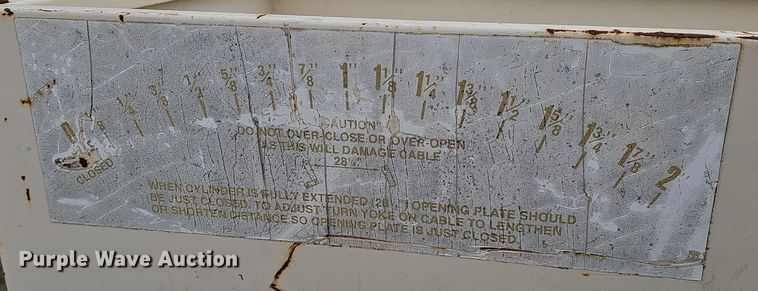 0 8" 1/4" 3/8" 1/2" 5/8" 3/4" 7/8" 1" 1 1/8" 1 1/4" 1 3/8" 1 1/2" 1 5/8" 1 3/4" 1 7/8" 2"
CLOSED
"CAUTION"
DO NOT OVER-CLOSE OR OVER-OPEN
AS THIS WILL DAMAGE CABLE
WHEN CYLINDER IS FULLY EXTENDED OPENING PLATE SHOULD
BE JUST CLOSED TO ADJUST TURN YOKE ON CABLE TO LENGTHEN
OR SHORTEN DISTANCE SO OPENING PLATE IS JUST CLOSED
Purple Wave Auction